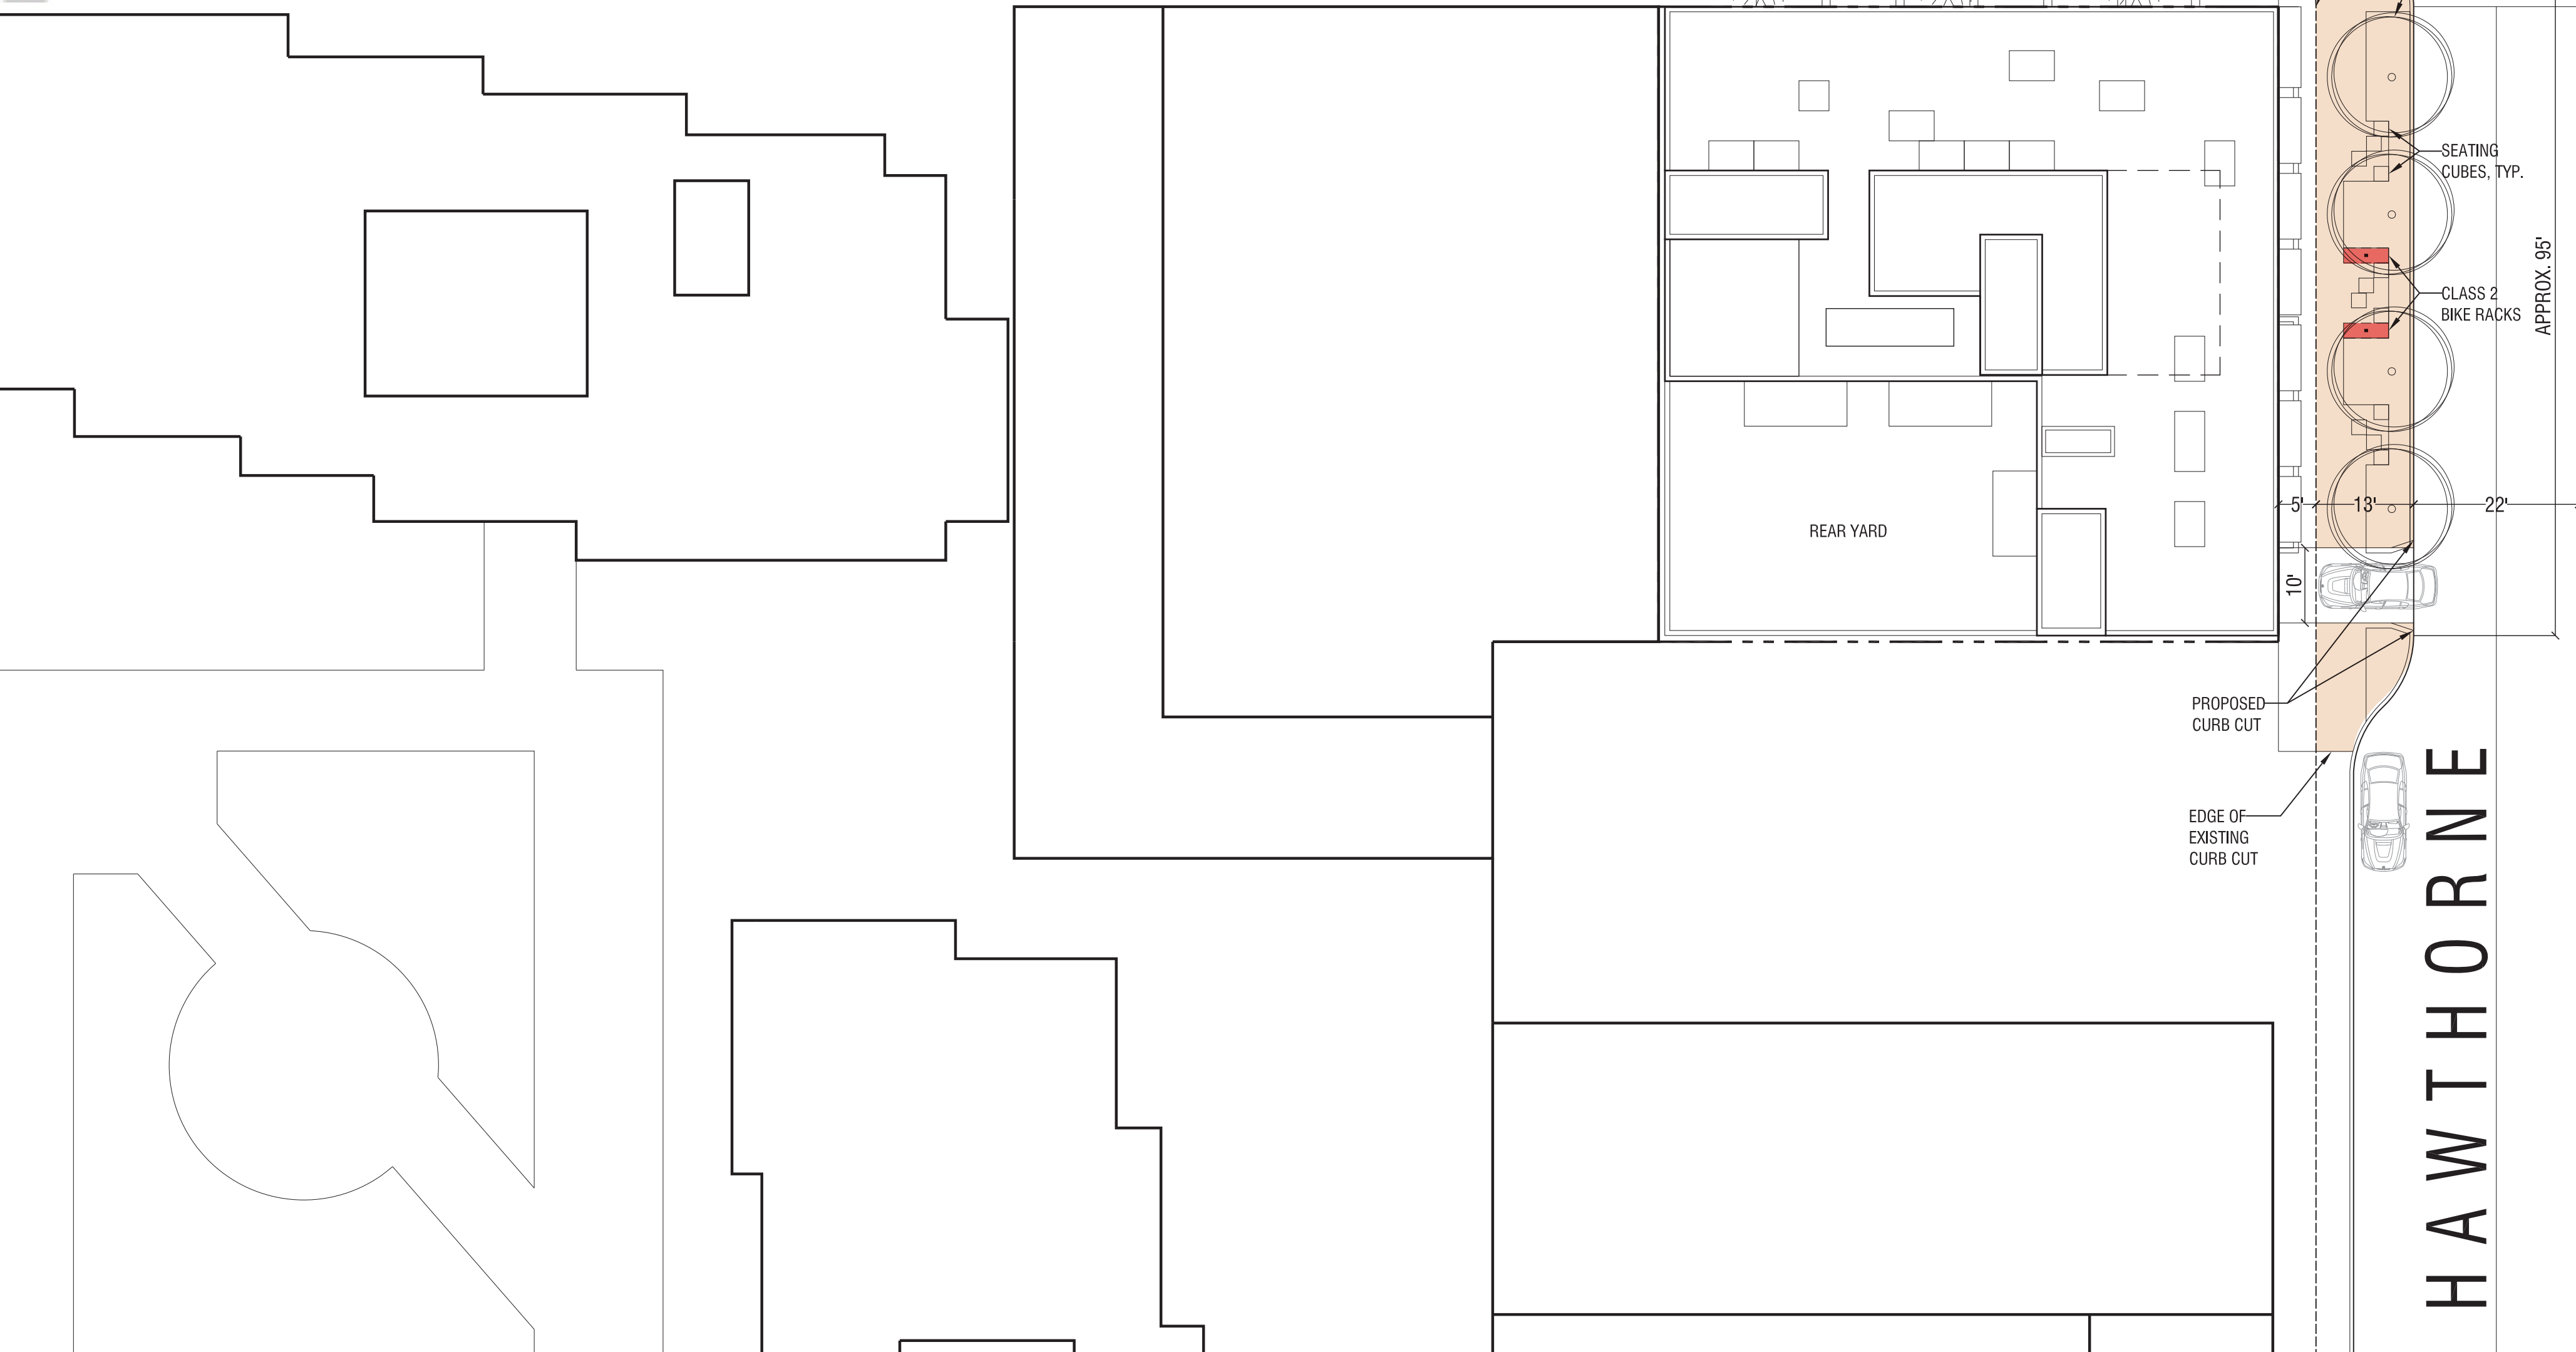 SEATING
CUBES, TYP.
CLASS 2
BIKE RACKS
APPROX. 95'
5'
13'
22'
REAR YARD
10'
PROPOSED
CURB CUT
EDGE OF
EXISTING
CURB CUT
HAWTHORNE